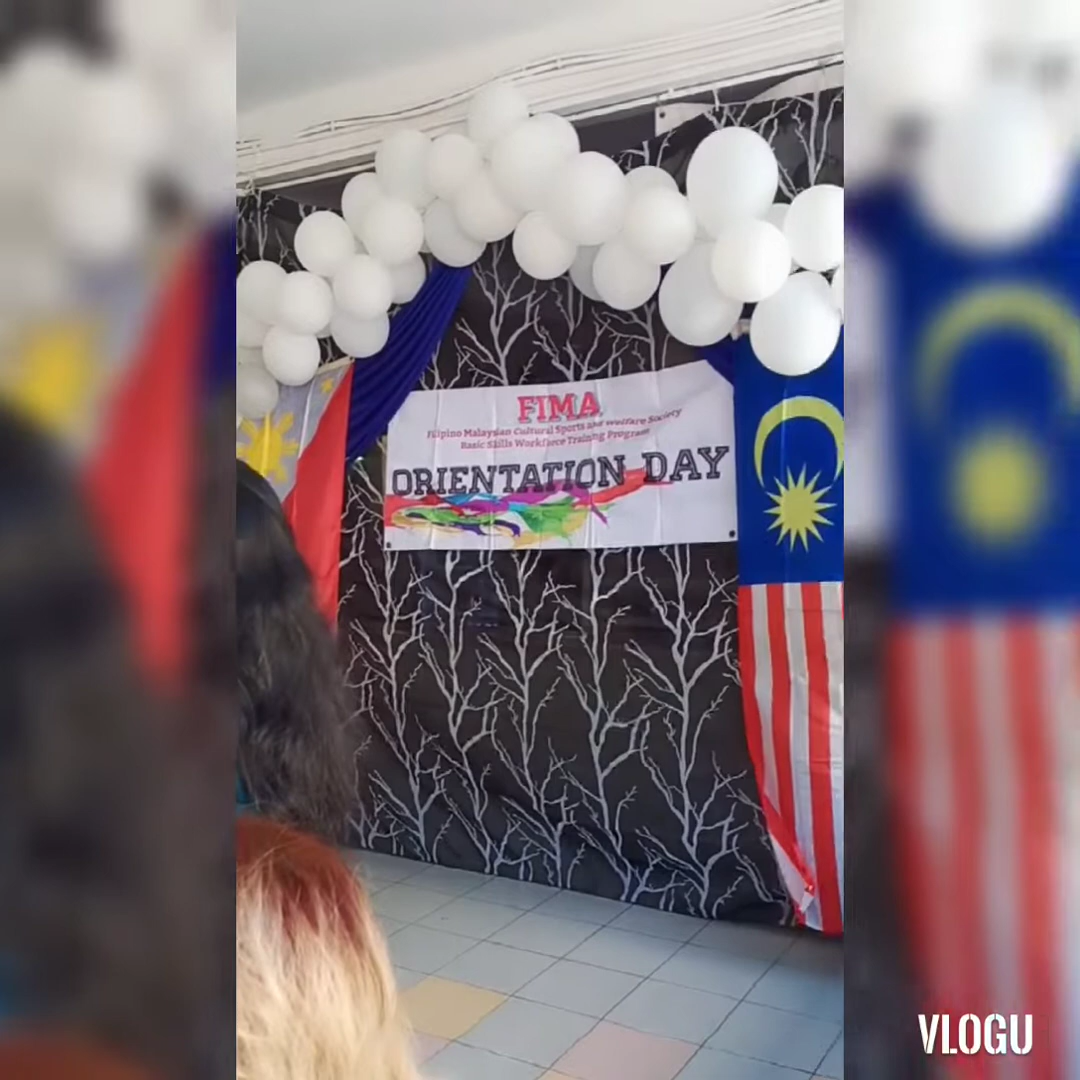 FIMA
Filipino Malaysian Cultural Sports and Welfare Society
Basic Skills Workforce Training Program
ORIENTATION DAY
VLOGU